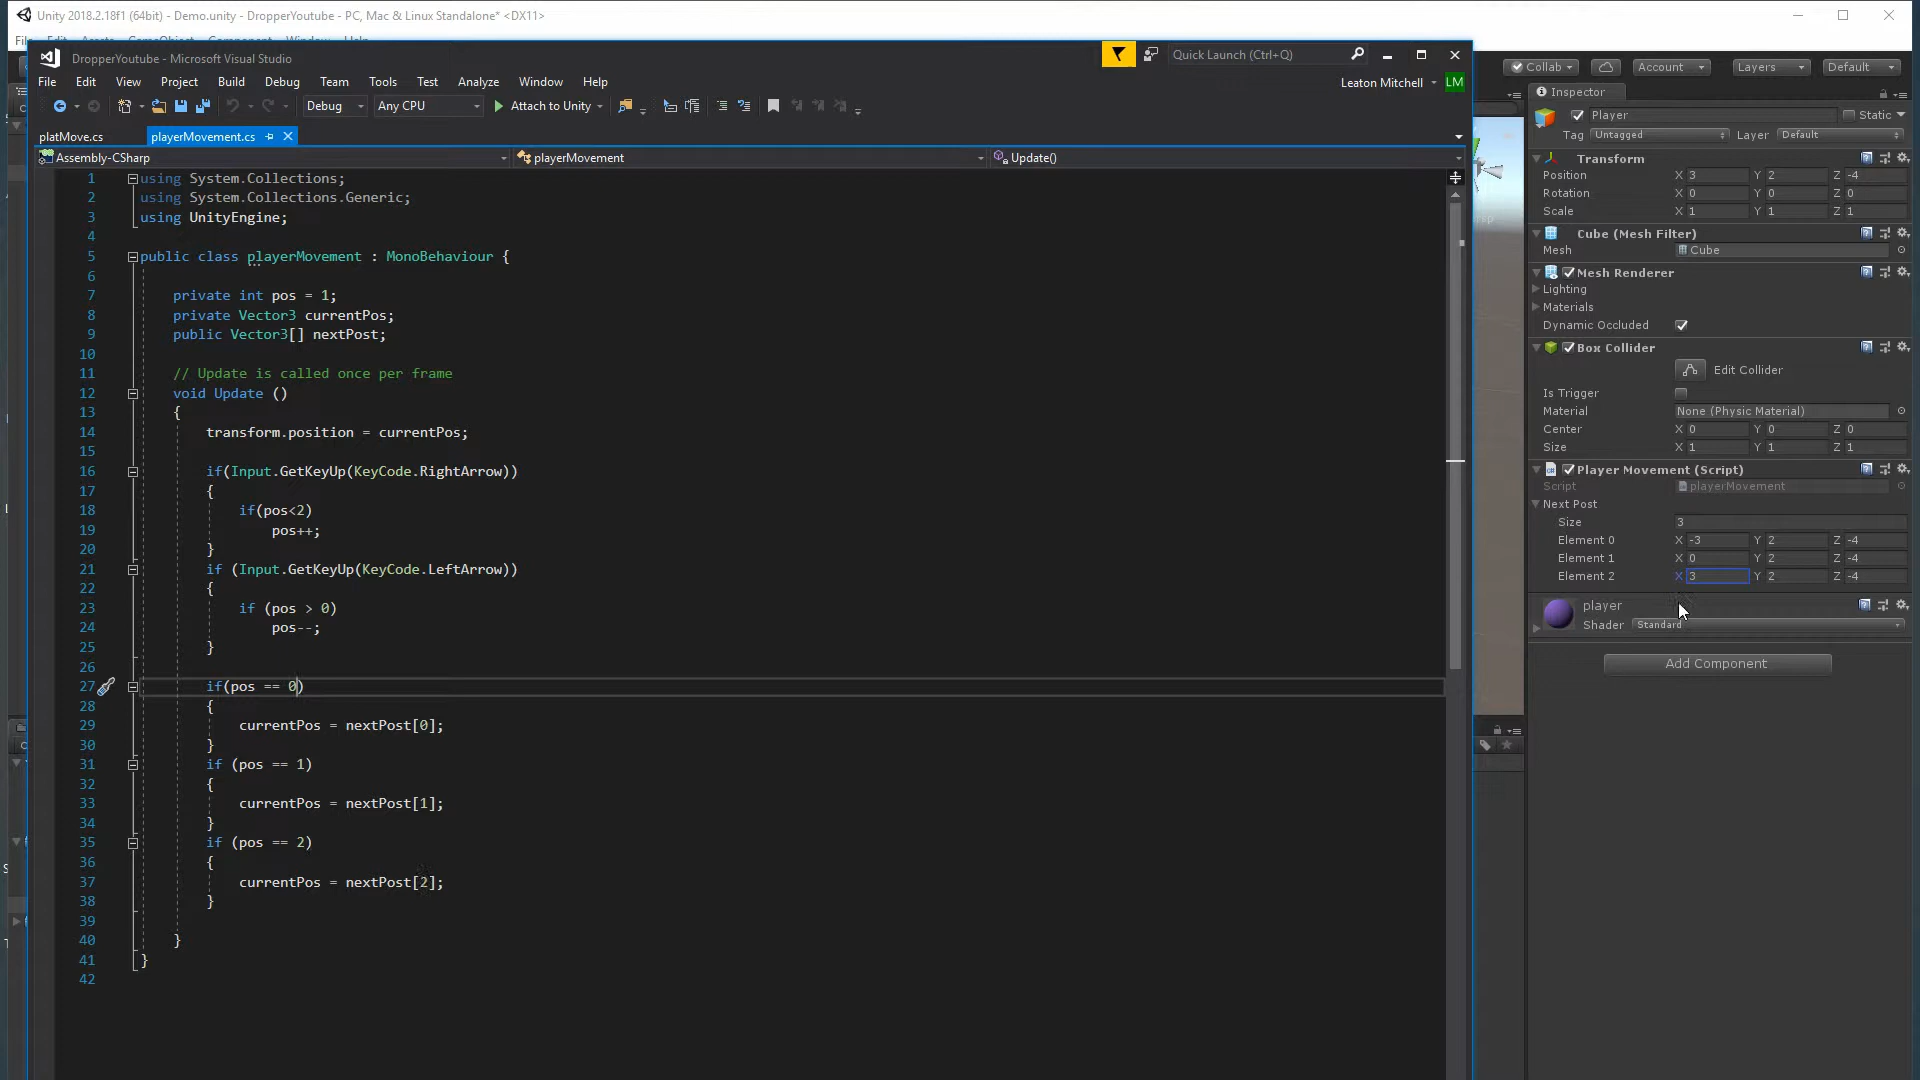 Unity 2018.2.18f1 (64bit) - Demo.unity - DropperYoutube - PC, Mac & Linux Standalone* <DX11>
DropperYoutube - Microsoft Visual Studio
Quick Launch (Ctrl+Q)
File Edit View Project Build Debug Team Tools Test Analyze Window Help
Leaton Mitchell LM
Debug Any CPU Attach to Unity
platMove.cs playerMovement.cs
Assembly-CSharp playerMovement Update()
1 using System.Collections;
2 using System.Collections.Generic;
3 using UnityEngine;
4
5 public class playerMovement : MonoBehaviour {
6
7 private int pos = 1;
8 private Vector3 currentPos;
9 public Vector3[] nextPost;
10
11 // Update is called once per frame
12 void Update ()
13 {
14 transform.position = currentPos;
15
16 if(Input.GetKeyUp(KeyCode.RightArrow))
17 {
18 if(pos<2)
19 pos++;
20 }
21 if (Input.GetKeyUp(KeyCode.LeftArrow))
22 {
23 if (pos > 0)
24 pos--;
25 }
26
27 if(pos == 0)
28 {
29 currentPos = nextPost[0];
30 }
31 if (pos == 1)
32 {
33 currentPos = nextPost[1];
34 }
35 if (pos == 2)
36 {
37 currentPos = nextPost[2];
38 }
39
40 }
41 }
42
Collab Account Layers Default
Inspector
Player Static
Tag Untagged Layer Default
Transform
Position X 3 Y 2 Z -4
Rotation X 0 Y 0 Z 0
Scale X 1 Y 1 Z 1
Cube (Mesh Filter)
Mesh Cube
Mesh Renderer
Lighting
Materials
Dynamic Occluded
Box Collider
Edit Collider
Is Trigger
Material None (Physic Material)
Center X 0 Y 0 Z 0
Size X 1 Y 1 Z 1
Player Movement (Script)
Script playerMovement
Next Post
Size 3
Element 0 X -3 Y 2 Z -4
Element 1 X 0 Y 2 Z -4
Element 2 X 3 Y 2 Z -4
player
Shader Standard
Add Component